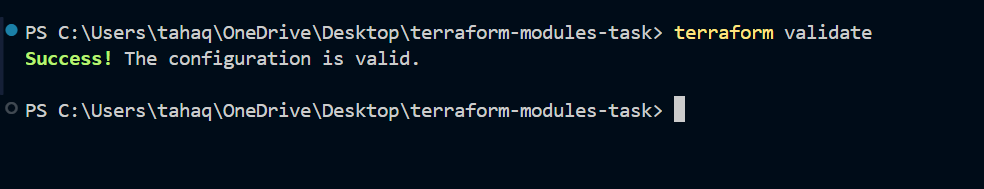 PS C:\Users\tahaq\OneDrive\Desktop\terraform-modules-task> terraform validate
Success! The configuration is valid.
PS C:\Users\tahaq\OneDrive\Desktop\terraform-modules-task>